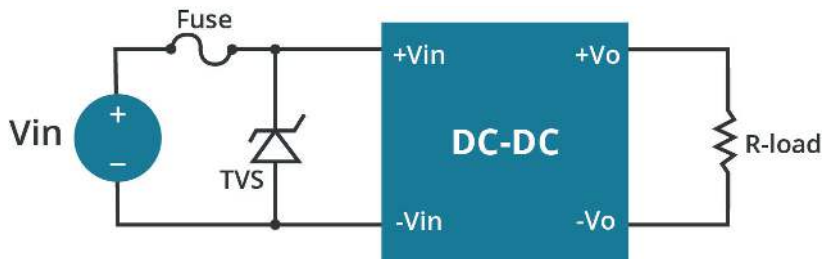 Fuse
+Vin
+Vo
+
Vin
−
DC-DC
R-load
TVS
-Vin
-Vo